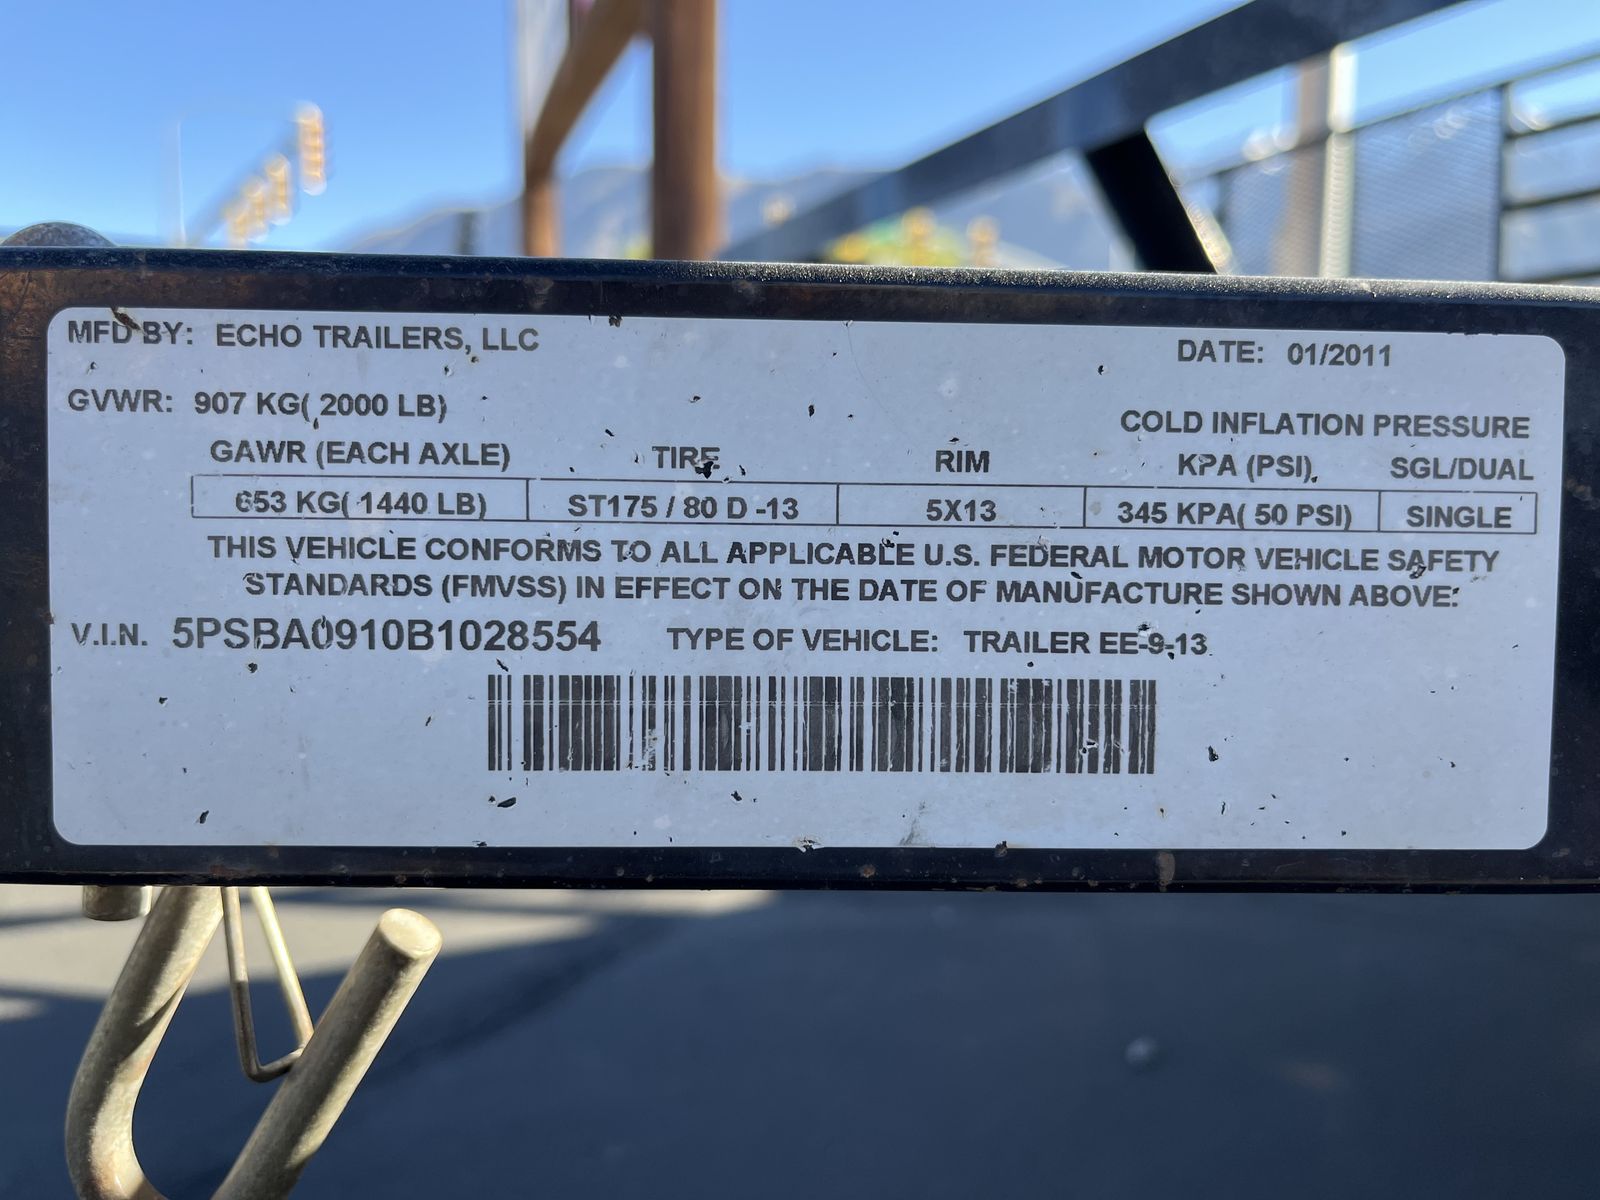 MFD BY: ECHO TRAILERS, LLC DATE: 01/2011
GVWR: 907 KG( 2000 LB)
COLD INFLATION PRESSURE
GAWR (EACH AXLE) TIRE RIM KPA (PSI) SGL/DUAL
653 KG( 1440 LB) ST175 / 80 D -13 5X13 345 KPA( 50 PSI) SINGLE
THIS VEHICLE CONFORMS TO ALL APPLICABLE U.S. FEDERAL MOTOR VEHICLE SAFETY
STANDARDS (FMVSS) IN EFFECT ON THE DATE OF MANUFACTURE SHOWN ABOVE:
V.I.N. 5PSBA0910B1028554 TYPE OF VEHICLE: TRAILER EE-9-13